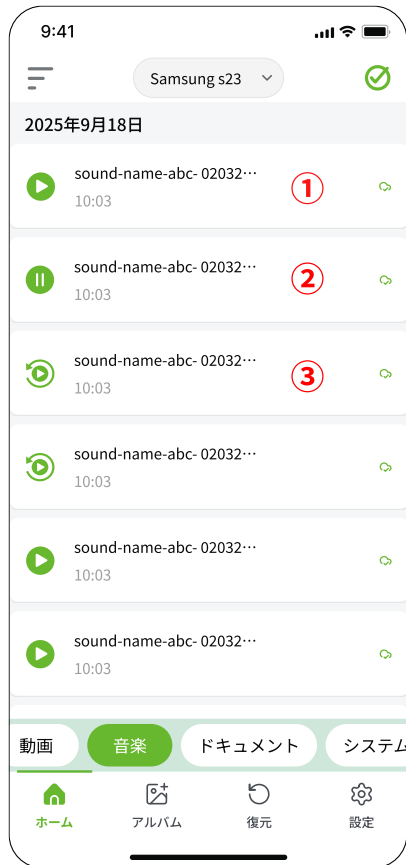 9:41
Samsung s23
2025年9月18日
sound-name-abc- 02032…
10:03
①
sound-name-abc- 02032…
10:03
②
sound-name-abc- 02032…
10:03
③
sound-name-abc- 02032…
10:03
sound-name-abc- 02032…
10:03
sound-name-abc- 02032…
10:03
動画 音楽 ドキュメント システム
ホーム アルバム 復元 設定